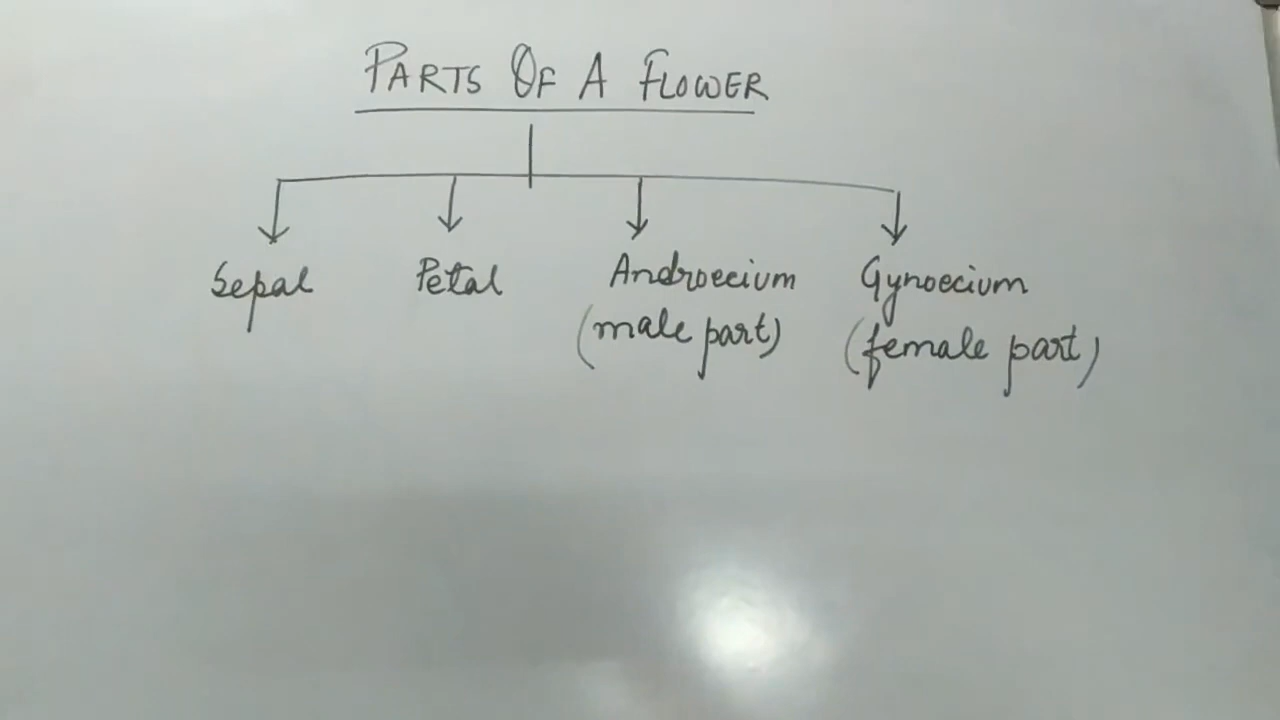 PARTS OF A FLOWER
Sepal Petal Androecium Gynoecium
(male part) (female part)